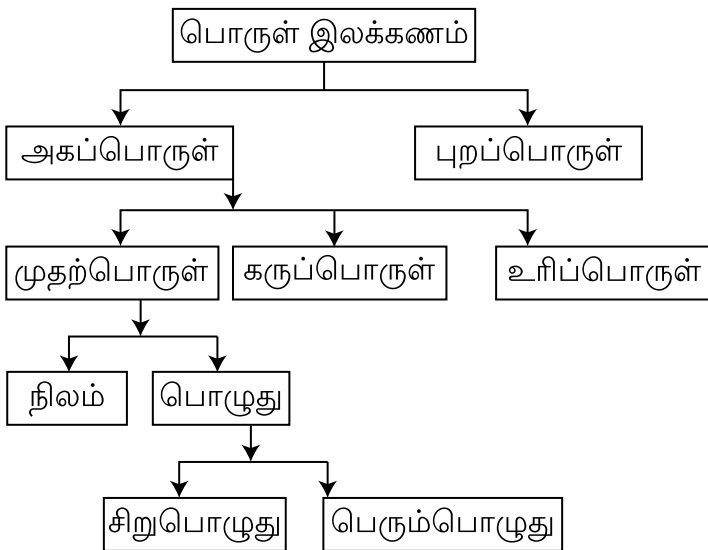 பொருள் இலக்கணம்
அகப்பொருள்
புறப்பொருள்
முதற்பொருள்
கருப்பொருள்
உரிப்பொருள்
நிலம்
பொழுது
சிறுபொழுது
பெரும்பொழுது